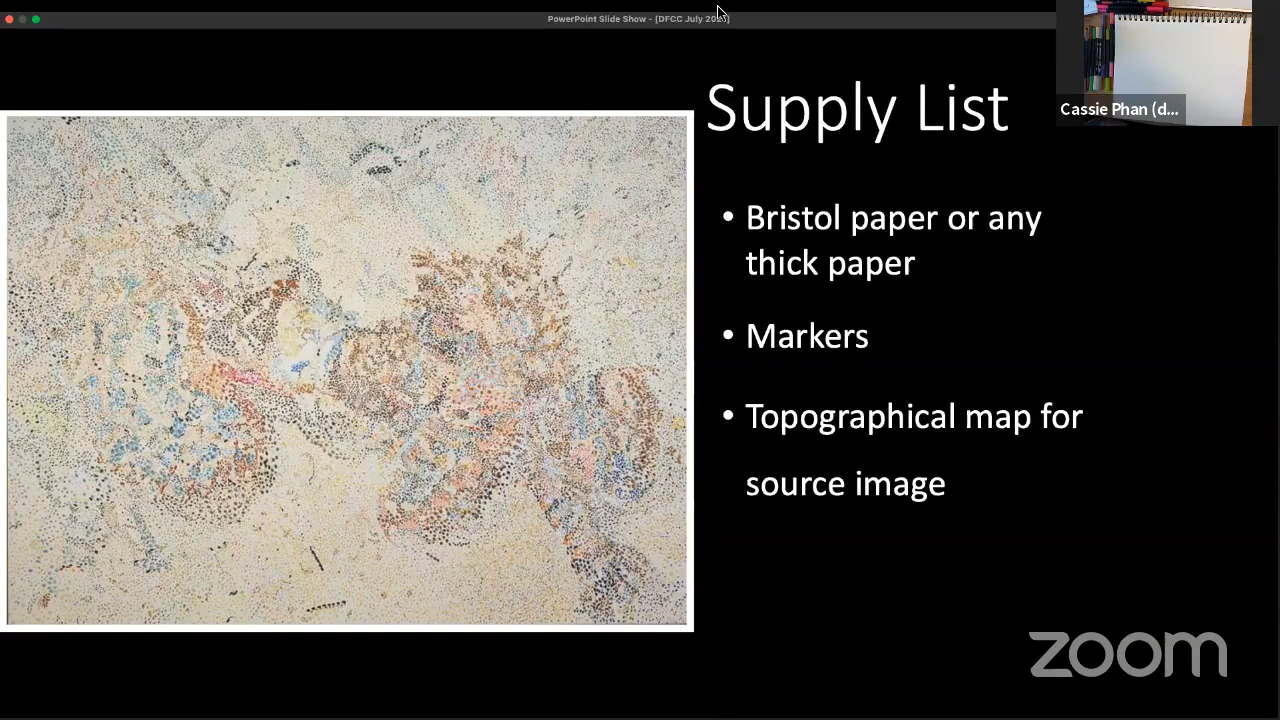 PowerPoint Slide Show - [DFCC July 20
Supply List
Cassie Phan (d...
• Bristol paper or any
thick paper
• Markers
• Topographical map for
source image
zoom